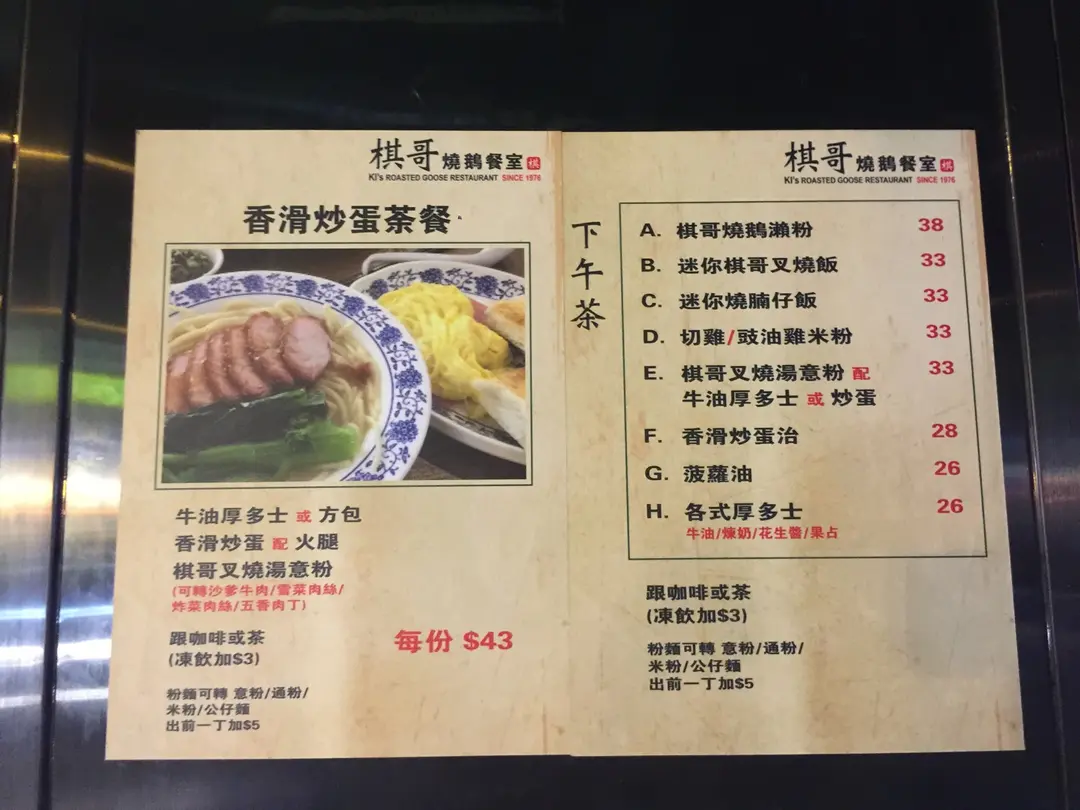 棋哥燒鵝餐室 棋
KI's ROASTED GOOSE RESTAURANT SINCE 1976
香滑炒蛋茶餐
牛油厚多士 或 方包
香滑炒蛋 配 火腿
棋哥叉燒湯意粉
(可轉沙爹牛肉/雪菜肉絲/
炸菜肉絲/五香肉丁)
跟咖啡或茶
(凍飲加$3)
每份 $43
粉麵可轉 意粉/通粉/
米粉/公仔麵
出前一丁加$5
棋哥燒鵝餐室 棋
KI's ROASTED GOOSE RESTAURANT SINCE 1976
下午茶
A. 棋哥燒鵝瀨粉 38
B. 迷你棋哥叉燒飯 33
C. 迷你燒腩仔飯 33
D. 切雞/豉油雞米粉 33
E. 棋哥叉燒湯意粉 配 33
牛油厚多士 或 炒蛋
F. 香滑炒蛋治 28
G. 菠蘿油 26
H. 各式厚多士 26
牛油/煉奶/花生醬/果占
跟咖啡或茶
(凍飲加$3)
粉麵可轉 意粉/通粉/
米粉/公仔麵
出前一丁加$5